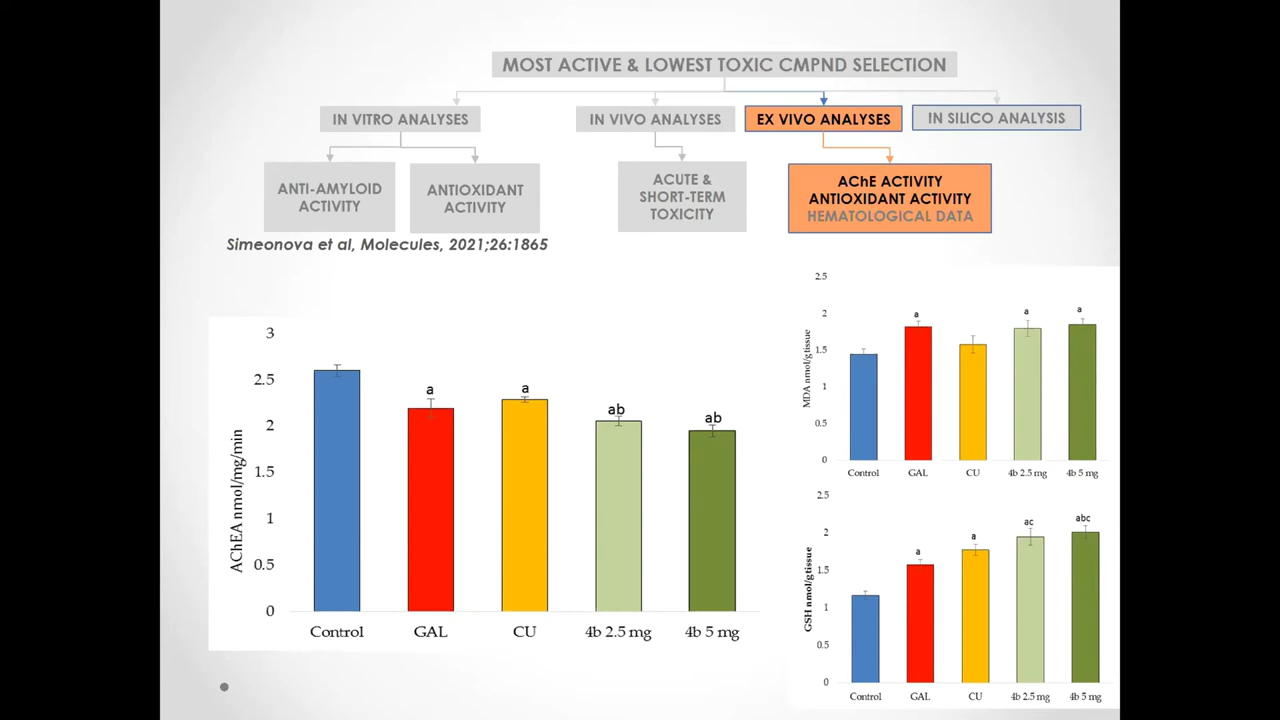 MOST ACTIVE & LOWEST TOXIC CMPND SELECTION
IN VITRO ANALYSES
IN VIVO ANALYSES
EX VIVO ANALYSES
IN SILICO ANALYSIS
ANTI-AMYLOID
ACTIVITY
ANTIOXIDANT
ACTIVITY
ACUTE &
SHORT-TERM
TOXICITY
AChE ACTIVITY
ANTIOXIDANT ACTIVITY
HEMATOLOGICAL DATA
Simeonova et al, Molecules, 2021;26:1865
AChEA nmol/mg/min
3
2.5
2
1.5
1
0.5
0
a
a
ab
ab
Control
GAL
CU
4b 2.5 mg
4b 5 mg
MDA nmol/gtissue
2.5
2
1.5
1
0.5
0
a
a
a
Control
GAL
CU
4b 2.5 mg
4b 5 mg
GSH nmol/gtissue
2.5
2
1.5
1
0.5
0
a
a
ac
abc
Control
GAL
CU
4b 2.5 mg
4b 5 mg